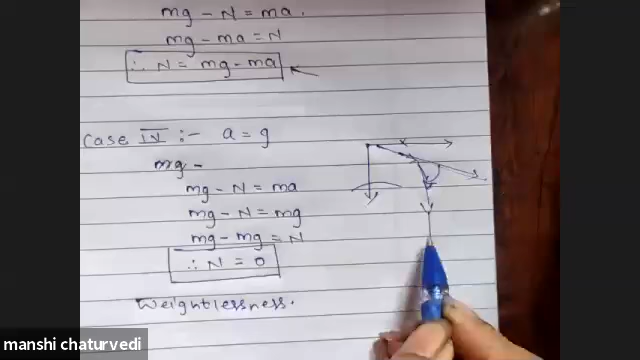 mg - N = ma.
mg - ma = N
∴ N = mg - ma
Case IV :- a = g
mg -
mg - N = ma
mg - N = mg
mg - mg = N
∴ N = 0
Weightlessness.
manshi chaturvedi